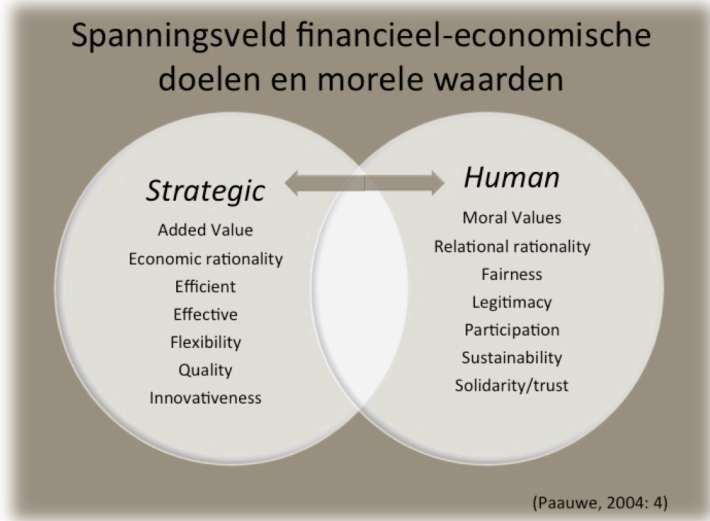 Spanningsveld financieel-economische
doelen en morele waarden
Strategic
Added Value
Economic rationality
Efficient
Effective
Flexibility
Quality
Innovativeness
Human
Moral Values
Relational rationality
Fairness
Legitimacy
Participation
Sustainability
Solidarity/trust
(Paauwe, 2004: 4)